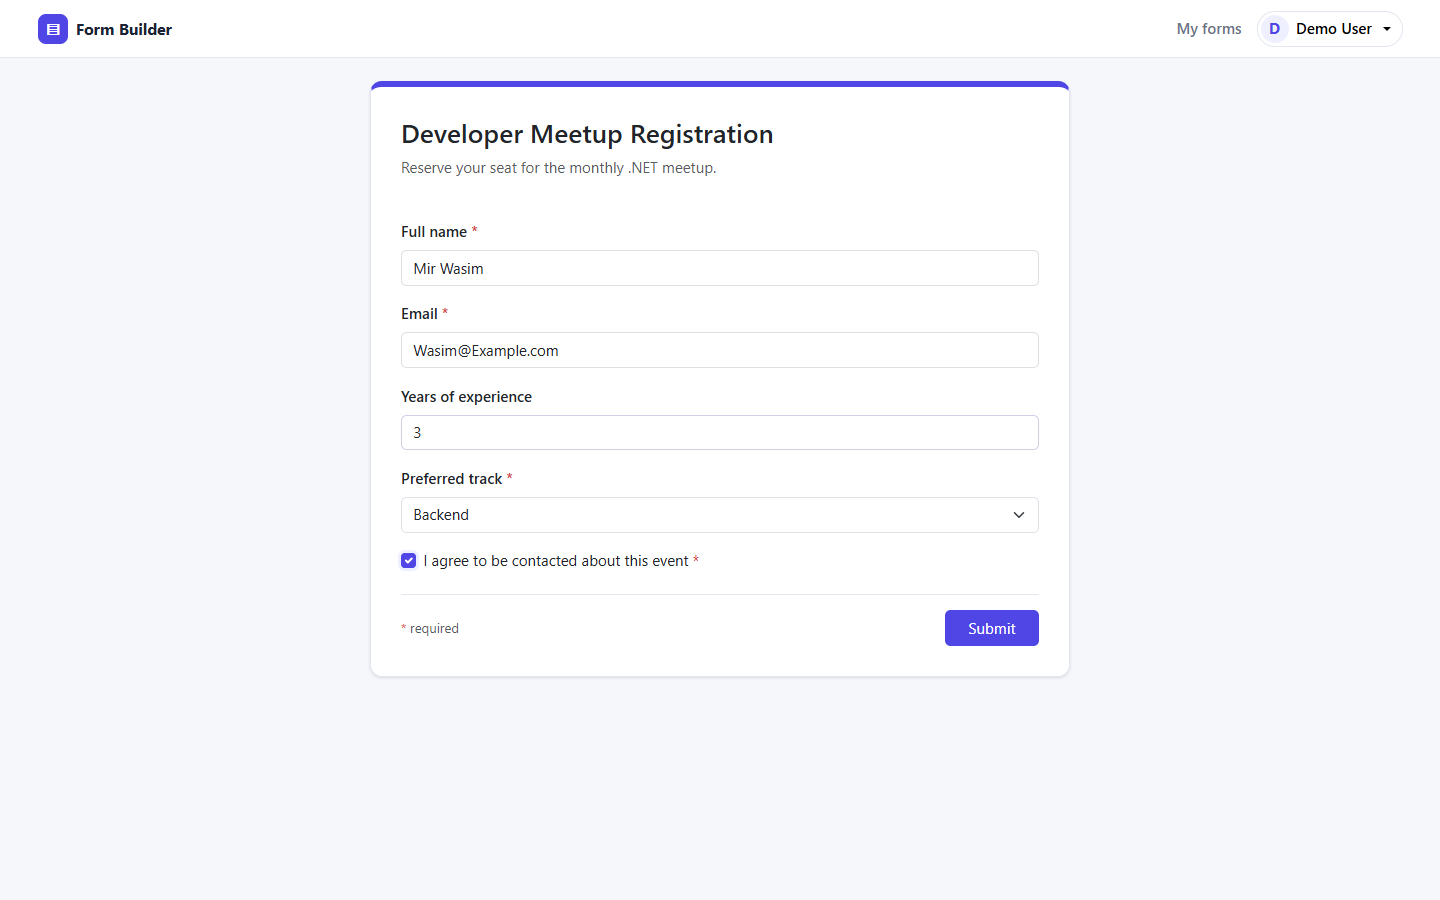 Form Builder
My forms
D
Demo User
Developer Meetup Registration
Reserve your seat for the monthly .NET meetup.
Full name *
Mir Wasim
Email *
Wasim@Example.com
Years of experience
3
Preferred track *
Backend
I agree to be contacted about this event *
* required
Submit